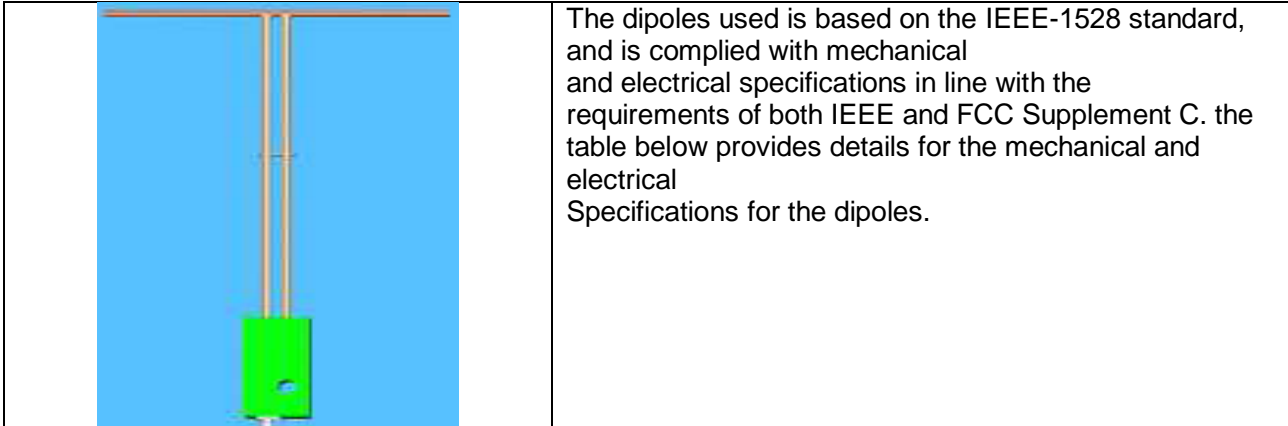 The dipoles used is based on the IEEE-1528 standard,
and is complied with mechanical
and electrical specifications in line with the
requirements of both IEEE and FCC Supplement C. the
table below provides details for the mechanical and
electrical
Specifications for the dipoles.